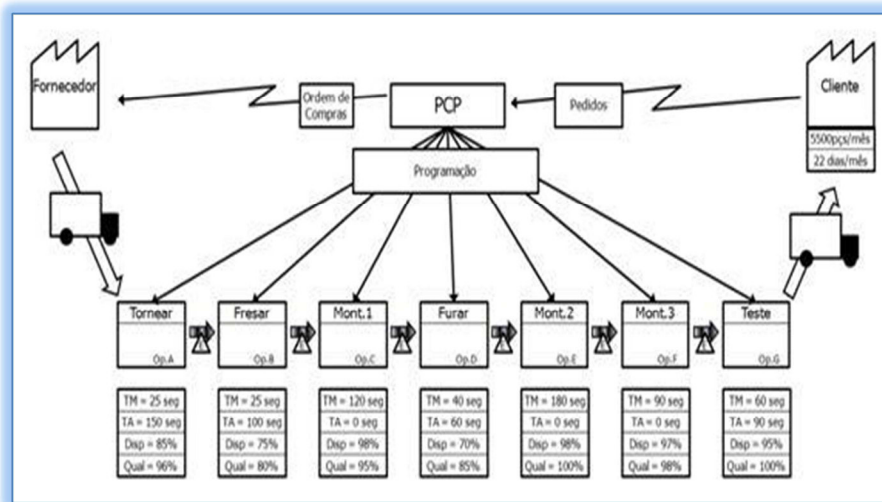 Fornecedor
Ordem de
Compras
PCP
Pedidos
Cliente
5500pçs/mês
22 dias/mês
Programação
Tornear
Op.A
Fresar
Op.B
Mont.1
Op.C
Furar
Op.D
Mont.2
Op.E
Mont.3
Op.F
Teste
Op.G
TM = 25 seg
TA = 150 seg
Disp = 85%
Qual = 96%
TM = 25 seg
TA = 100 seg
Disp = 75%
Qual = 80%
TM = 120 seg
TA = 0 seg
Disp = 98%
Qual = 95%
TM = 40 seg
TA = 60 seg
Disp = 70%
Qual = 85%
TM = 180 seg
TA = 0 seg
Disp = 98%
Qual = 100%
TM = 90 seg
TA = 0 seg
Disp = 97%
Qual = 98%
TM = 60 seg
TA = 90 seg
Disp = 95%
Qual = 100%